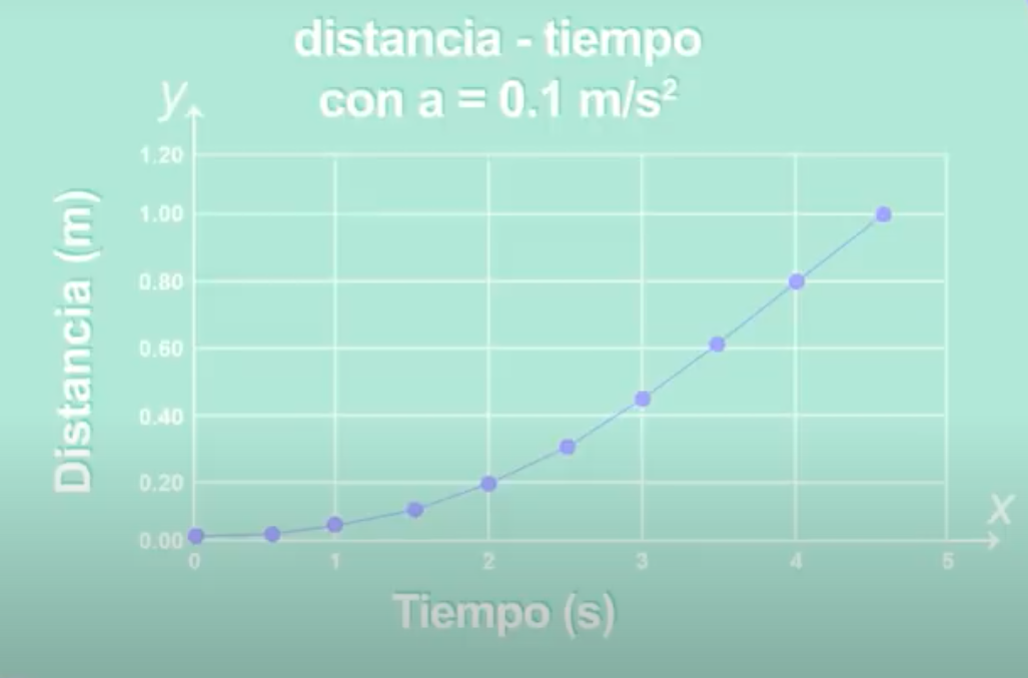 distancia - tiempo
con a = 0.1 m/s²
y
1.20
1.00
0.80
0.60
0.40
0.20
0.00
Distancia (m)
0 1 2 3 4 5
x
Tiempo (s)